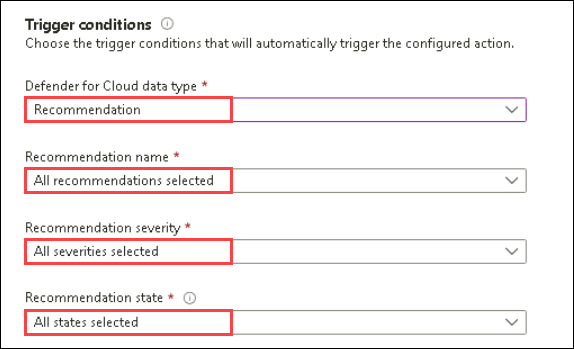 Trigger conditions
Choose the trigger conditions that will automatically trigger the configured action.
Defender for Cloud data type *
Recommendation
Recommendation name *
All recommendations selected
Recommendation severity *
All severities selected
Recommendation state *
All states selected